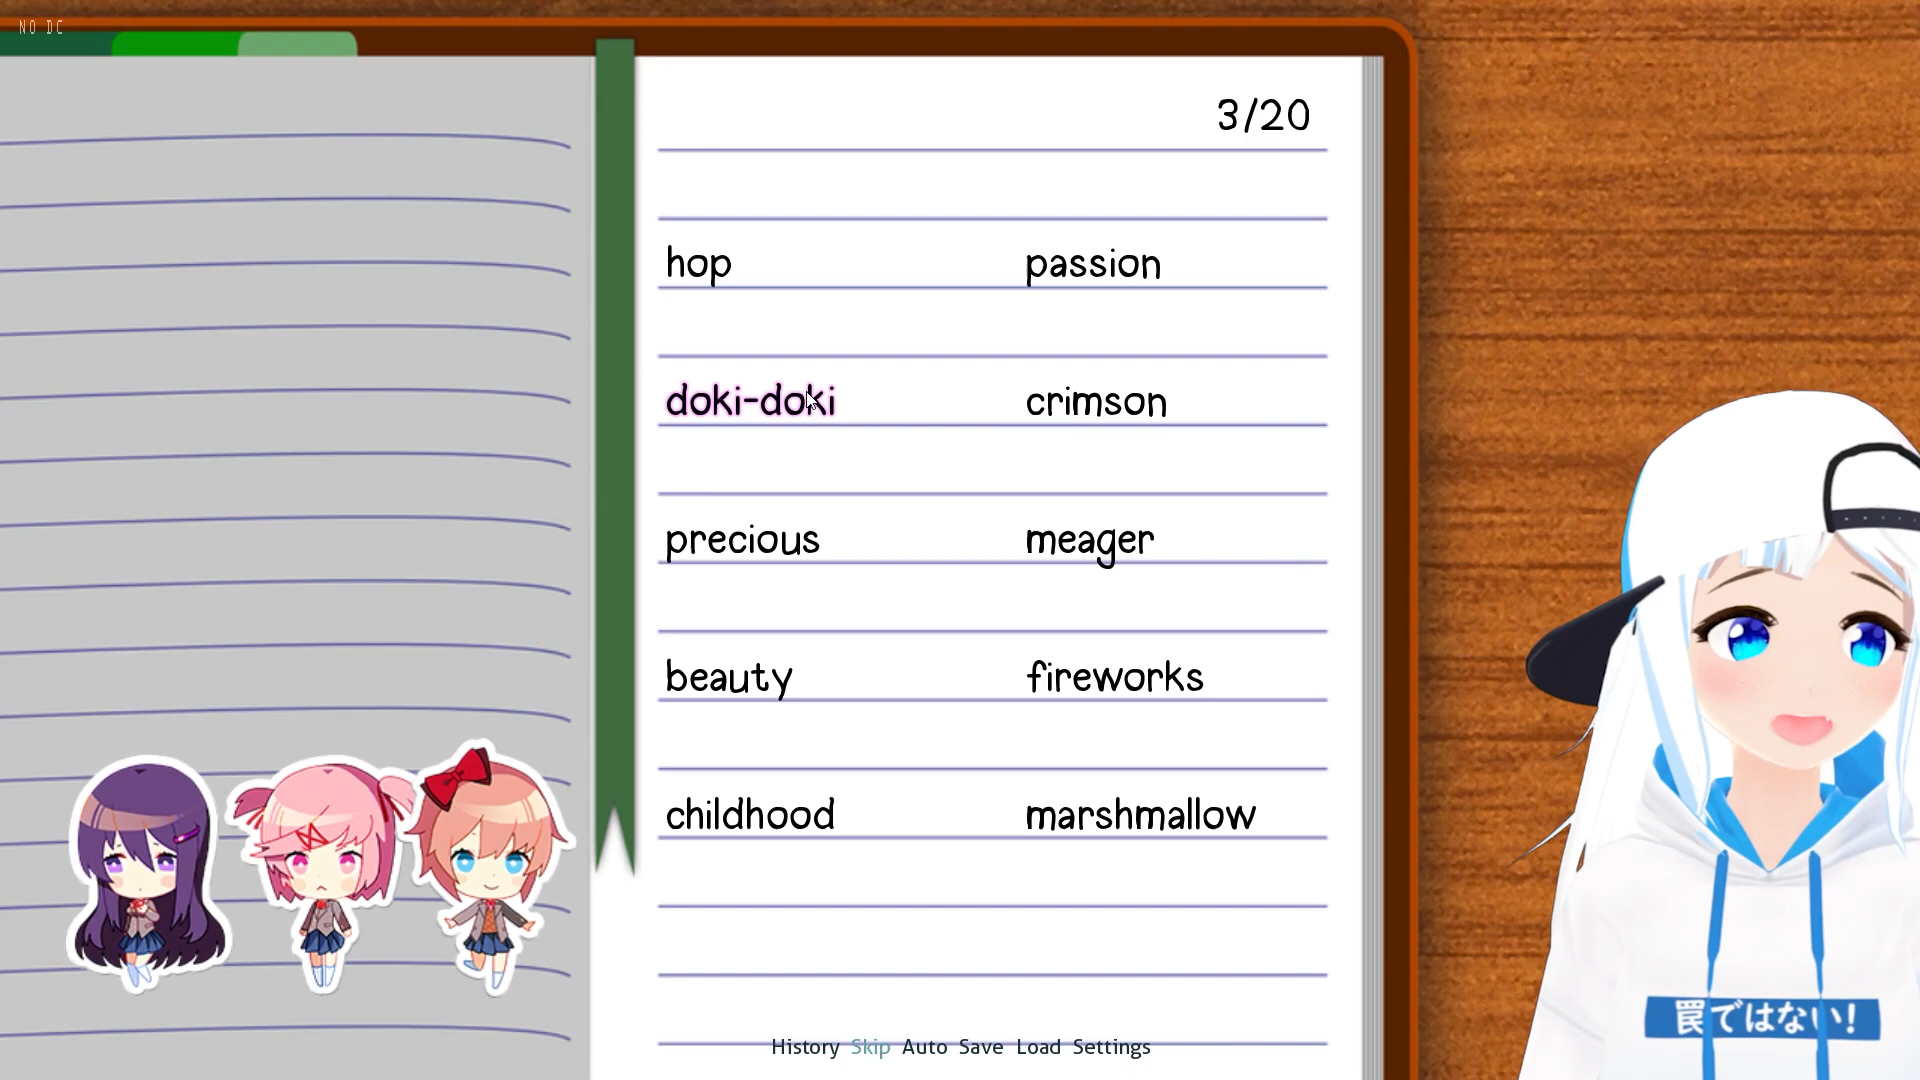 NO DC
3/20
hop passion
doki-doki crimson
precious meager
beauty fireworks
childhood marshmallow
罠ではない!
History Skip Auto Save Load Settings